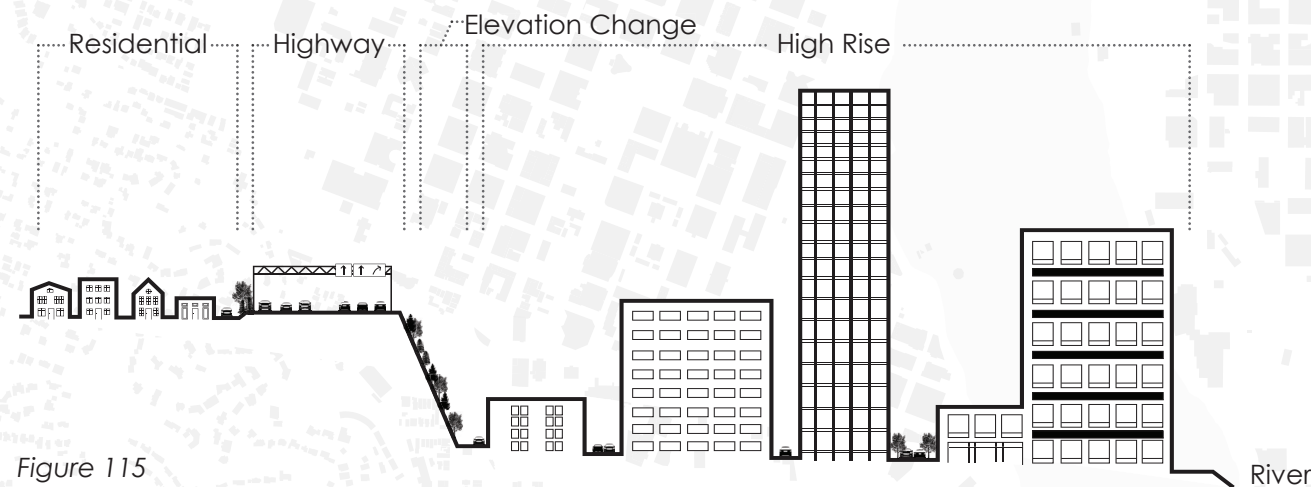 Elevation Change
Residential
Highway
High Rise
Figure 115
River